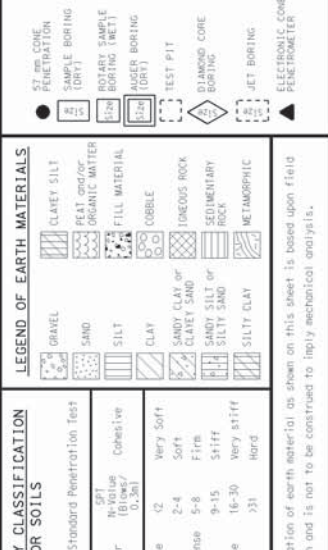 Y CLASSIFICATION
OR SOILS
Standard Penetration Test
SPT
N-Value
(Blows/
0.3m)
Cohesive
<2 Very Soft
2-4 Soft
5-8 Firm
9-15 Stiff
16-30 Very stiff
>31 Hard
LEGEND OF EARTH MATERIALS
GRAVEL
SAND
SILT
CLAY
SANDY CLAY or
CLAYEY SAND
SANDY SILT or
SILTY SAND
SILTY CLAY
CLAYEY SILT
PEAT and/or
ORGANIC MATTER
FILL MATERIAL
COBBLE
IGNEOUS ROCK
SEDIMENTARY
ROCK
METAMORPHIC
57 mm CONE
PENETRATION
Size SAMPLE BORING
(DRY)
Size ROTARY SAMPLE
BORING (WET)
Size AUGER BORING
(DRY)
TEST PIT
Size DIAMOND CORE
BORING
Size JET BORING
ELECTRONIC CONE
PENETROMETER
tion of earth material as shown on this sheet is based upon field
n and is not to be construed to imply mechanical analysis.